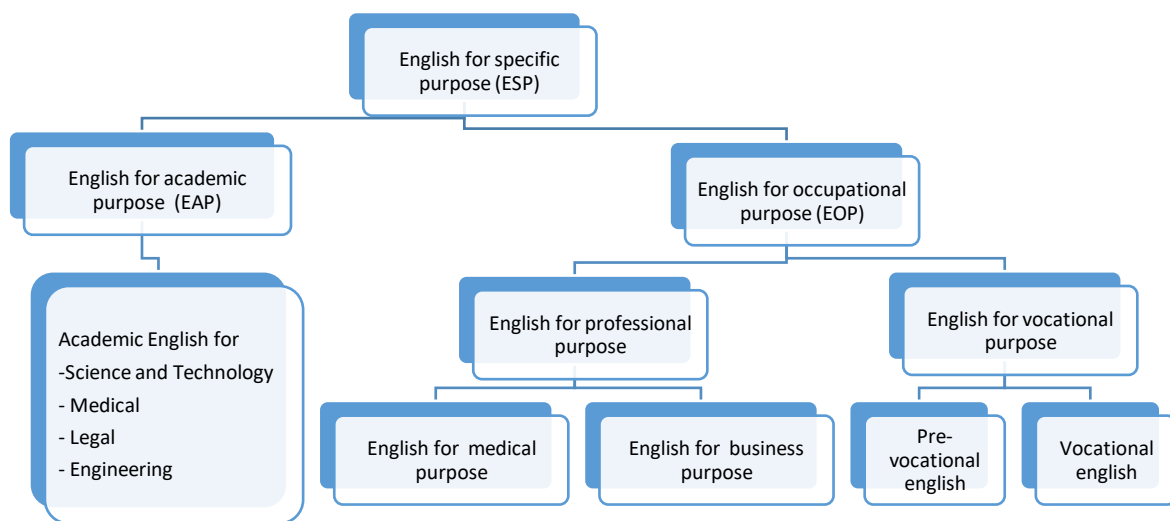 English for specific
purpose (ESP)
English for academic
purpose (EAP)
English for occupational
purpose (EOP)
Academic English for
-Science and Technology
- Medical
- Legal
- Engineering
English for professional
purpose
English for vocational
purpose
English for medical
purpose
English for business
purpose
Pre-
vocational
english
Vocational
english